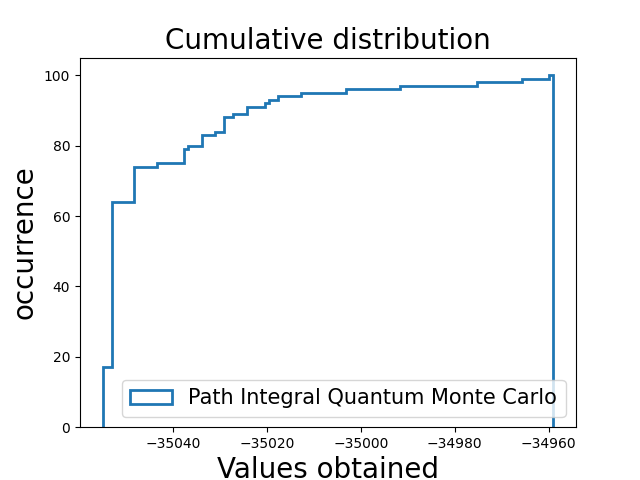 Cumulative distribution
occurrence
100
80
60
40
20
0
Path Integral Quantum Monte Carlo
−35040 −35020 −35000 −34980 −34960
Values obtained